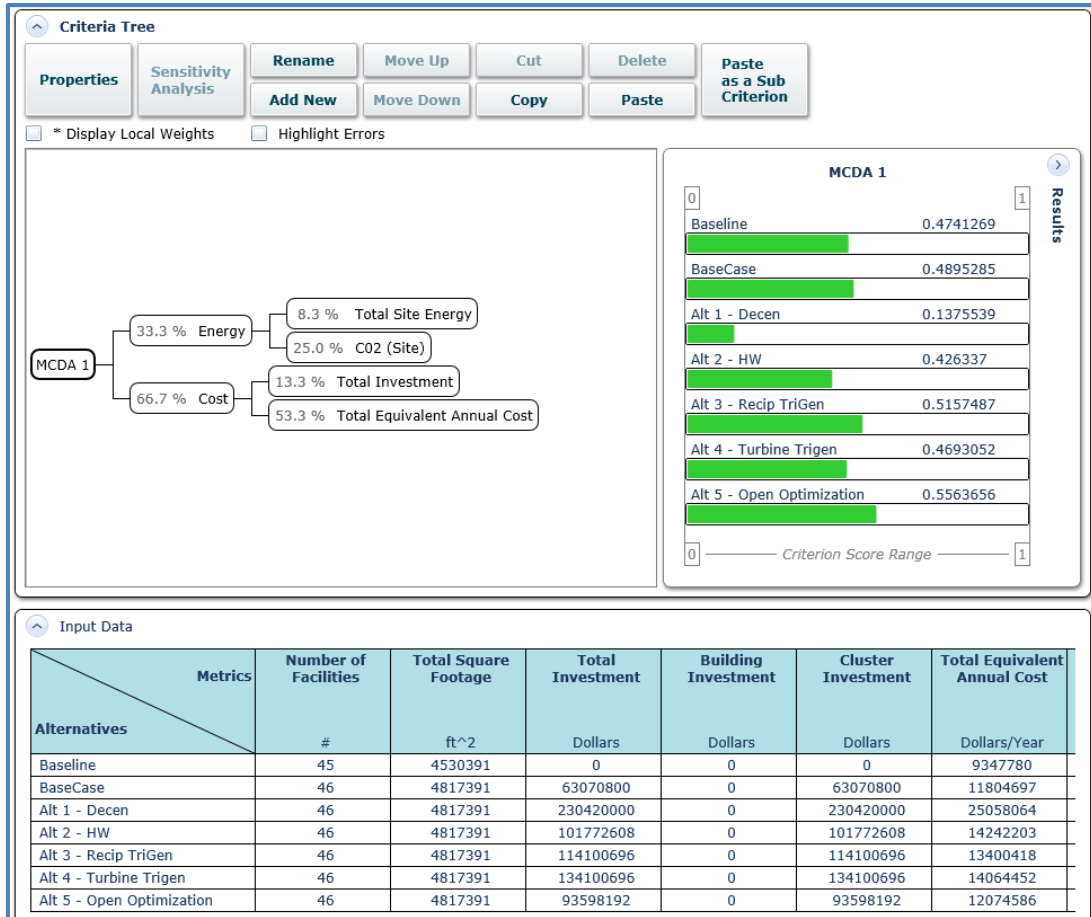 Criteria Tree
Properties
Sensitivity
Analysis
Rename
Move Up
Cut
Delete
Paste
as a Sub
Criterion
Add New
Move Down
Copy
Paste
* Display Local Weights
Highlight Errors
MCDA 1
33.3 % Energy
8.3 % Total Site Energy
25.0 % C02 (Site)
66.7 % Cost
13.3 % Total Investment
53.3 % Total Equivalent Annual Cost
MCDA 1
Results
0 1
Baseline 0.4741269
BaseCase 0.4895285
Alt 1 - Decen 0.1375539
Alt 2 - HW 0.426337
Alt 3 - Recip TriGen 0.5157487
Alt 4 - Turbine Trigen 0.4693052
Alt 5 - Open Optimization 0.5563656
0 Criterion Score Range 1
Input Data
Metrics
Alternatives
Number of
Facilities
#
Total Square
Footage
ft^2
Total
Investment
Dollars
Building
Investment
Dollars
Cluster
Investment
Dollars
Total Equivalent
Annual Cost
Dollars/Year
Baseline 45 4530391 0 0 0 9347780
BaseCase 46 4817391 63070800 0 63070800 11804697
Alt 1 - Decen 46 4817391 230420000 0 230420000 25058064
Alt 2 - HW 46 4817391 101772608 0 101772608 14242203
Alt 3 - Recip TriGen 46 4817391 114100696 0 114100696 13400418
Alt 4 - Turbine Trigen 46 4817391 134100696 0 134100696 14064452
Alt 5 - Open Optimization 46 4817391 93598192 0 93598192 12074586